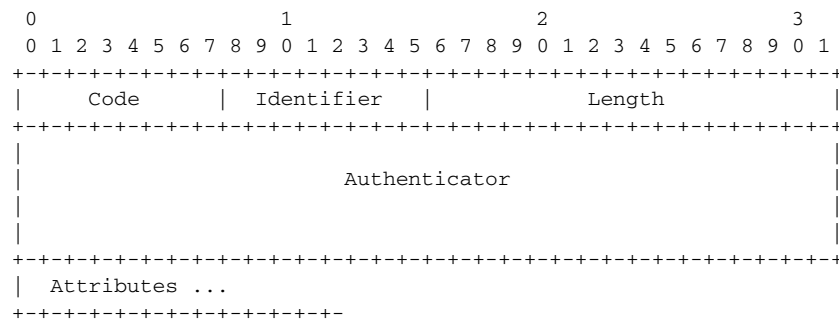 0                   1                   2                   3
 0 1 2 3 4 5 6 7 8 9 0 1 2 3 4 5 6 7 8 9 0 1 2 3 4 5 6 7 8 9 0 1
+-+-+-+-+-+-+-+-+-+-+-+-+-+-+-+-+-+-+-+-+-+-+-+-+-+-+-+-+-+-+-+-+
|     Code      |  Identifier   |            Length             |
+-+-+-+-+-+-+-+-+-+-+-+-+-+-+-+-+-+-+-+-+-+-+-+-+-+-+-+-+-+-+-+-+
|                                                               |
|                         Authenticator                         |
|                                                               |
|                                                               |
+-+-+-+-+-+-+-+-+-+-+-+-+-+-+-+-+-+-+-+-+-+-+-+-+-+-+-+-+-+-+-+-+
|  Attributes ...
+-+-+-+-+-+-+-+-+-+-+-+-+-